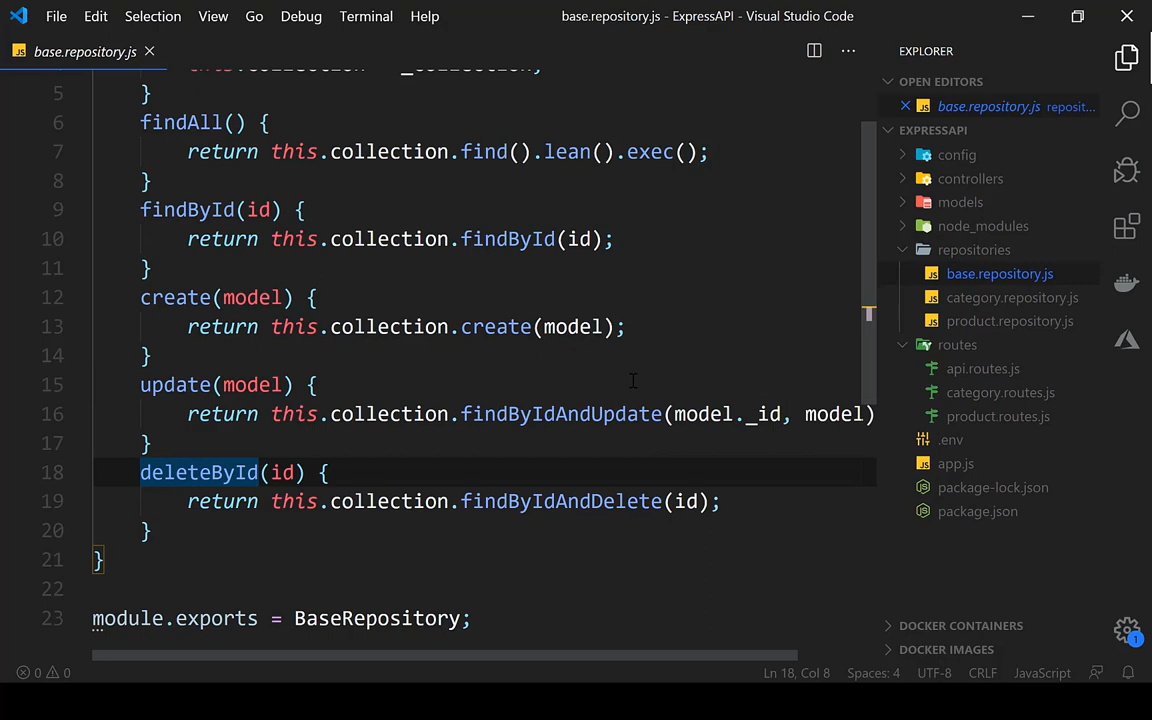 File Edit Selection View Go Debug Terminal Help
base.repository.js - ExpressAPI - Visual Studio Code
base.repository.js
5 }
6 findAll() {
7 return this.collection.find().lean().exec();
8 }
9 findById(id) {
10 return this.collection.findById(id);
11 }
12 create(model) {
13 return this.collection.create(model);
14 }
15 update(model) {
16 return this.collection.findByIdAndUpdate(model._id, model)
17 }
18 deleteById(id) {
19 return this.collection.findByIdAndDelete(id);
20 }
21 }
22
23 module.exports = BaseRepository;
EXPLORER
OPEN EDITORS
base.repository.js reposit...
EXPRESSAPI
config
controllers
models
node_modules
repositories
base.repository.js
category.repository.js
product.repository.js
routes
api.routes.js
category.routes.js
product.routes.js
.env
app.js
package-lock.json
package.json
DOCKER CONTAINERS
DOCKER IMAGES
1
0 0
Ln 18, Col 8 Spaces: 4 UTF-8 CRLF JavaScript